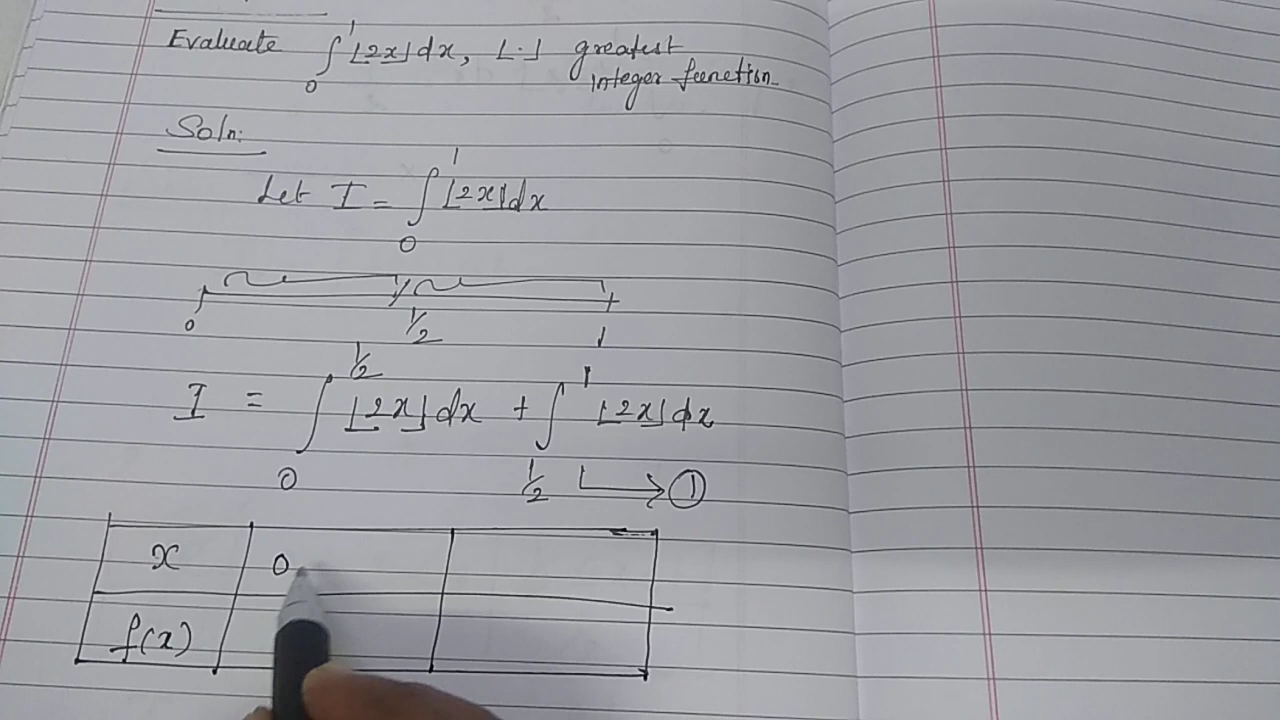 Evaluate ∫₀¹ ⌊2x⌋ dx, ⌊·⌋ greatest
integer function.
Soln:
Let I = ∫₀¹ ⌊2x⌋ dx
0 1/2 1
I = ∫₀^{1/2} ⌊2x⌋ dx + ∫_{1/2}^1 ⌊2x⌋ dx
→ ①
x 0
f(x)